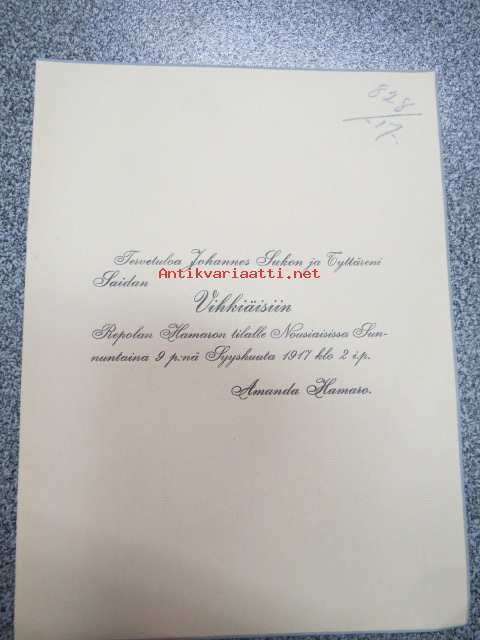 828
17.
Tervetuloa Johannes Sukon ja Tyttäreni
Saidan
Antikvariaatti.net
Vihkiäisiin
Repolan Hamaron tilalle Nousiaisissa Sun-
nuntaina 9 p:nä Syyskuuta 1917 klo 2 i.p.
Amanda Hamaro.